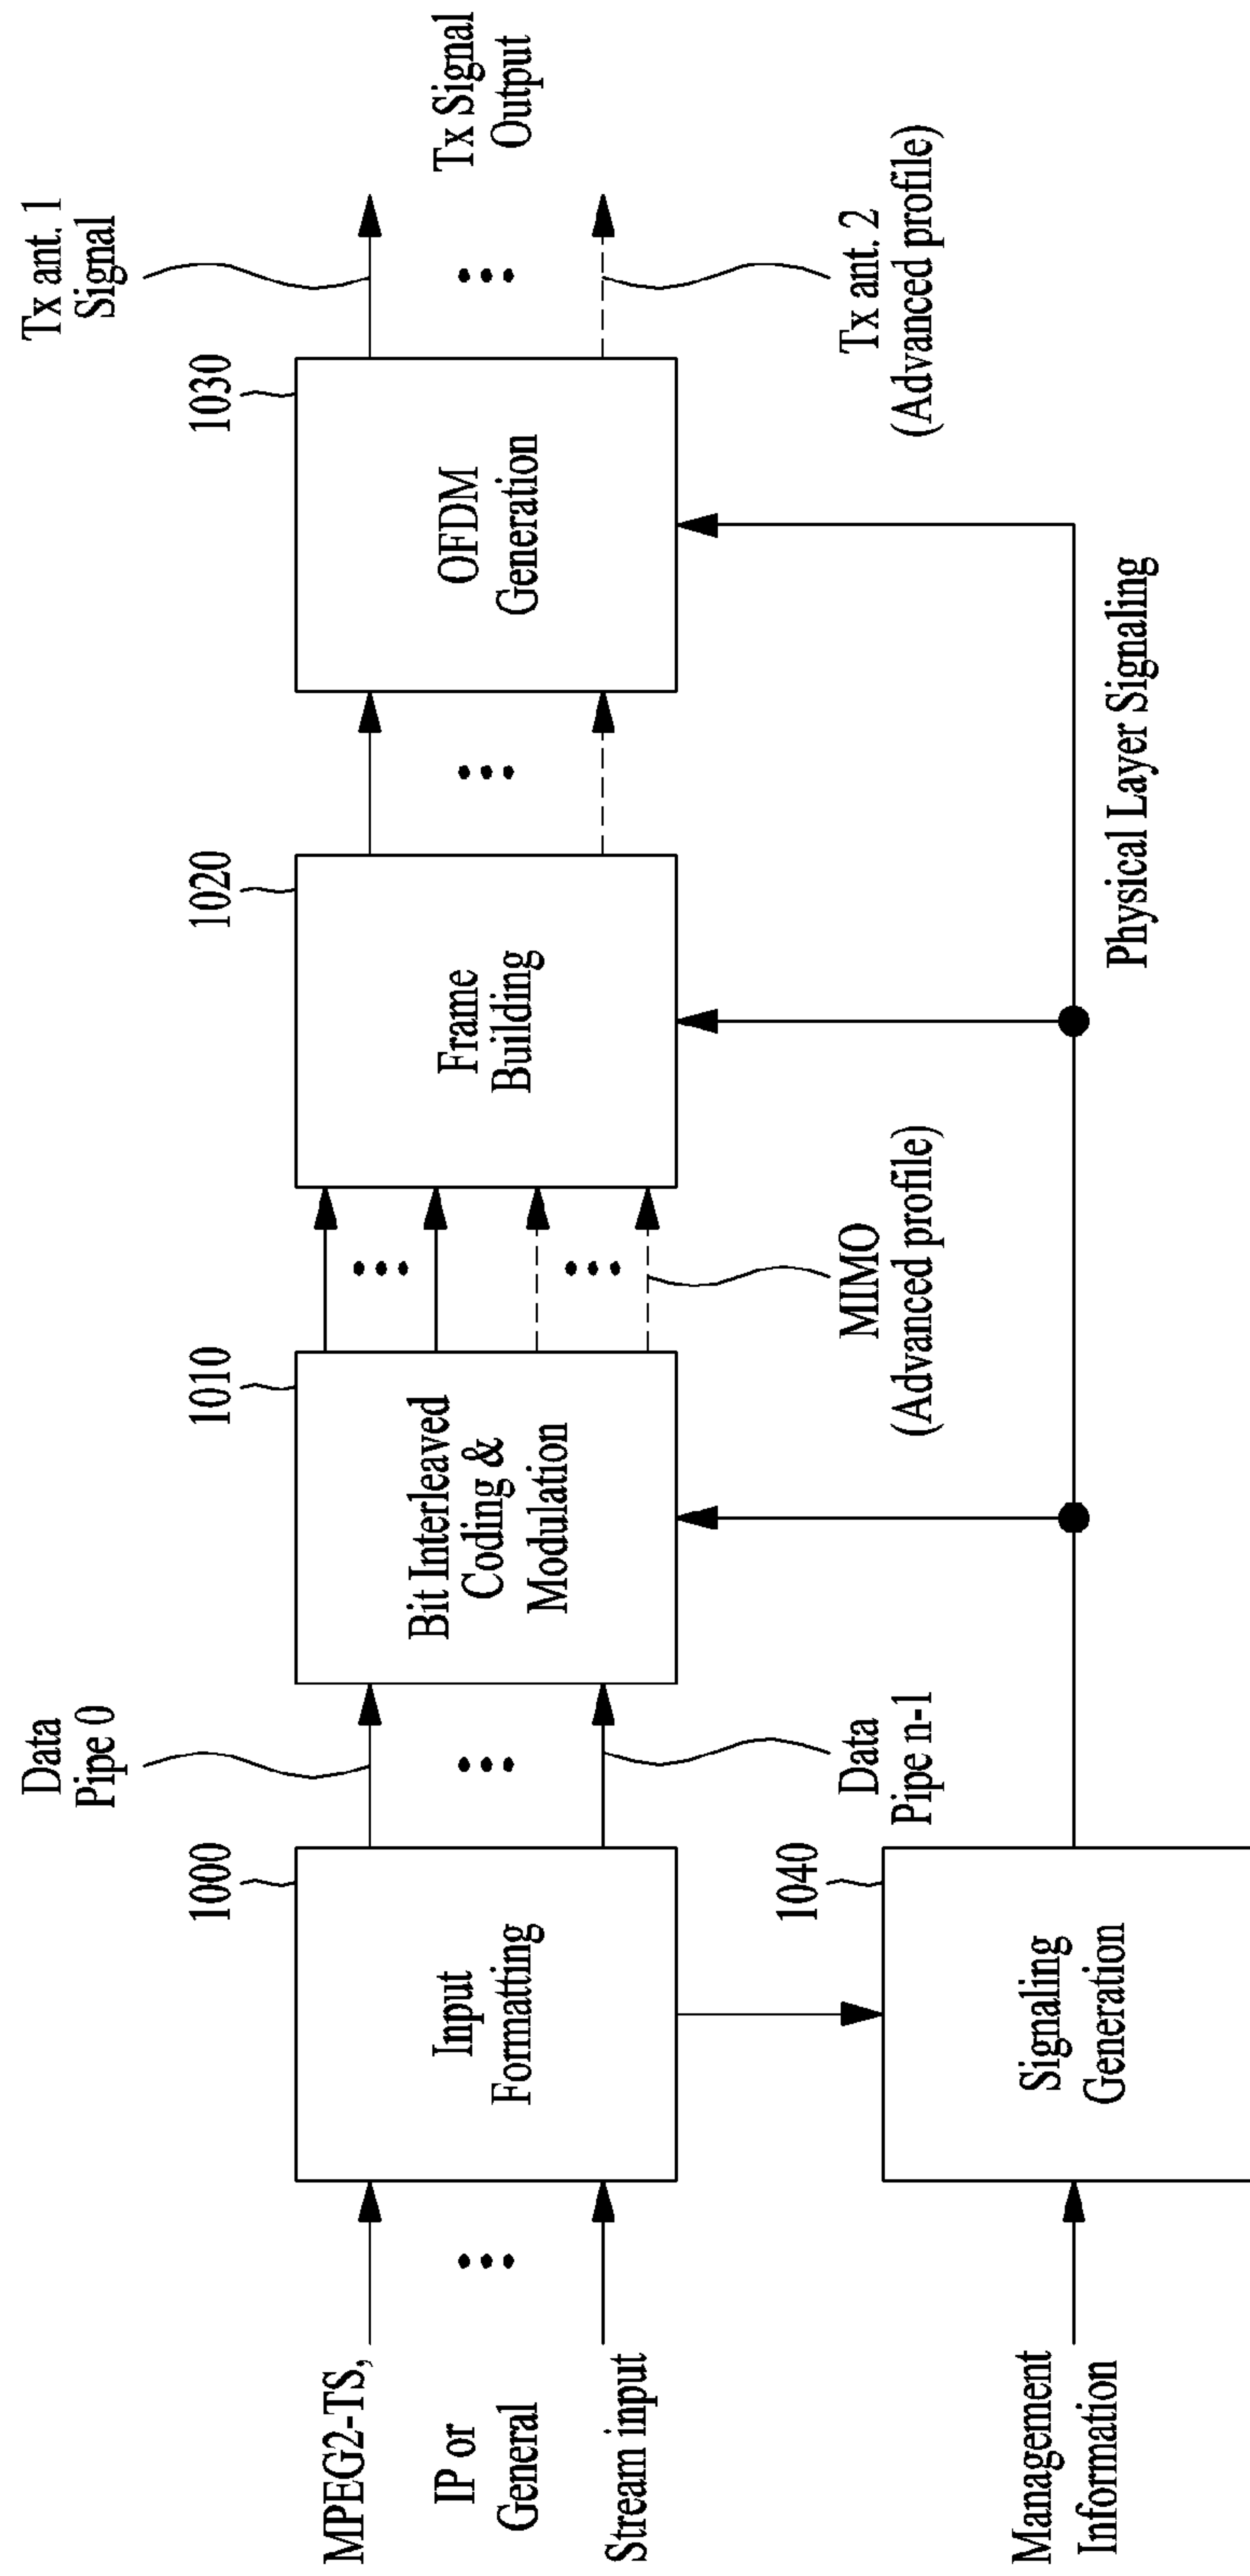 Tx ant. 1
Signal
Tx Signal
Output
Tx ant. 2
(Advanced profile)
1030
OFDM
Generation
1020
Frame
Building
Physical Layer Signaling
MIMO
(Advanced profile)
1010
Bit Interleaved
Coding &
Modulation
Data
Pipe 0
Data
Pipe n-1
1000
Input
Formatting
1040
Signaling
Generation
MPEG2-TS,
IP or
General
Stream input
Management
Information